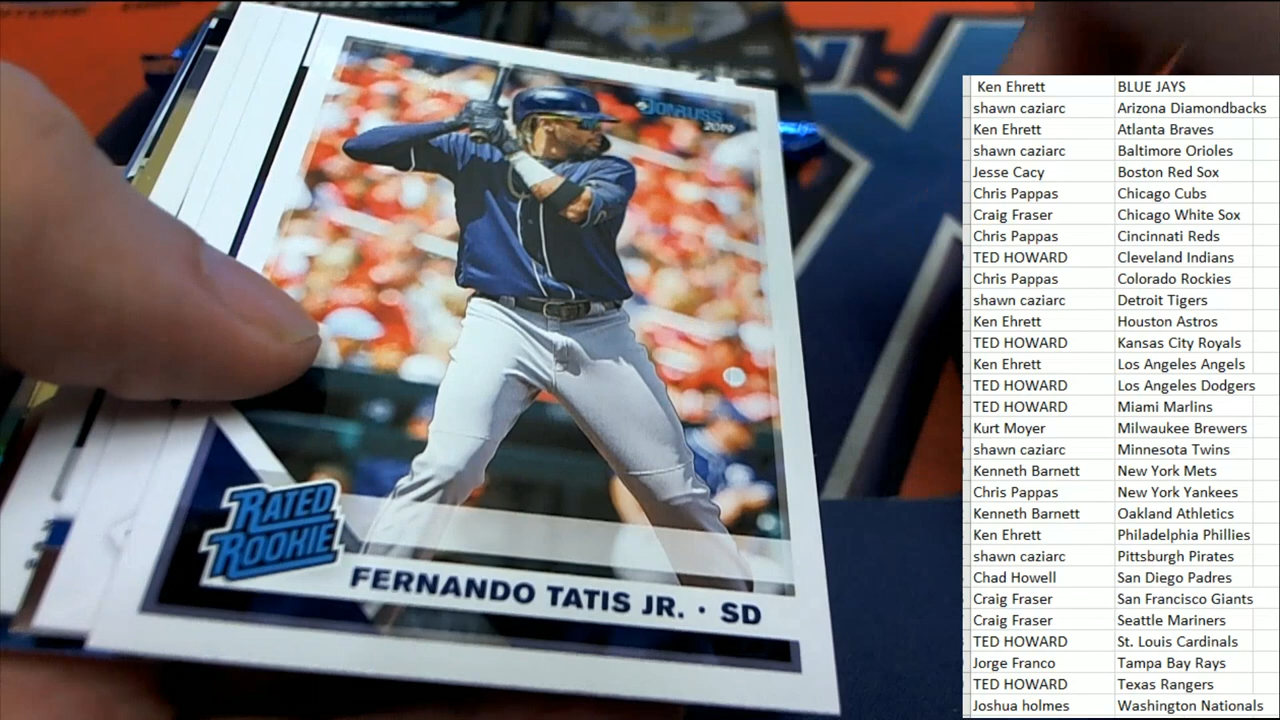 DONRUSS
2019
RATED
ROOKIE
FERNANDO TATIS JR. • SD
Ken Ehrett BLUE JAYS
shawn caziarc Arizona Diamondbacks
Ken Ehrett Atlanta Braves
shawn caziarc Baltimore Orioles
Jesse Cacy Boston Red Sox
Chris Pappas Chicago Cubs
Craig Fraser Chicago White Sox
Chris Pappas Cincinnati Reds
TED HOWARD Cleveland Indians
Chris Pappas Colorado Rockies
shawn caziarc Detroit Tigers
Ken Ehrett Houston Astros
TED HOWARD Kansas City Royals
Ken Ehrett Los Angeles Angels
TED HOWARD Los Angeles Dodgers
TED HOWARD Miami Marlins
Kurt Moyer Milwaukee Brewers
shawn caziarc Minnesota Twins
Kenneth Barnett New York Mets
Chris Pappas New York Yankees
Kenneth Barnett Oakland Athletics
Ken Ehrett Philadelphia Phillies
shawn caziarc Pittsburgh Pirates
Chad Howell San Diego Padres
Craig Fraser San Francisco Giants
Craig Fraser Seattle Mariners
TED HOWARD St. Louis Cardinals
Jorge Franco Tampa Bay Rays
TED HOWARD Texas Rangers
Joshua holmes Washington Nationals